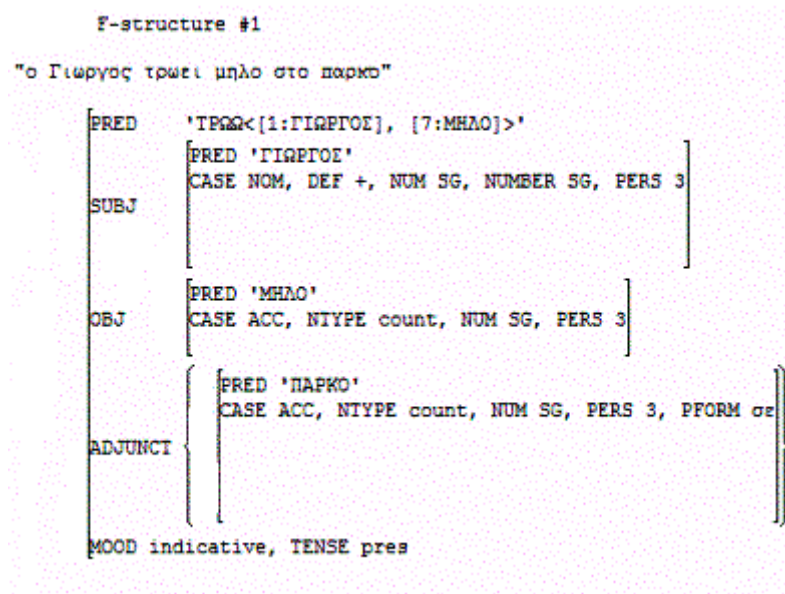 F-structure #1
"ο Γιωργος τρωει μηλο στο παρκο"
PRED 'ΤΡΩΩ<[1:ΓΙΩΡΓΟΣ], [7:ΜΗΛΟ]>'
PRED 'ΓΙΩΡΓΟΣ'
CASE NOM, DEF +, NUM SG, NUMBER SG, PERS 3
SUBJ
PRED 'ΜΗΛΟ'
OBJ CASE ACC, NTYPE count, NUM SG, PERS 3
PRED 'ΠΑΡΚΟ'
CASE ACC, NTYPE count, NUM SG, PERS 3, PFORM σε
ADJUNCT
MOOD indicative, TENSE pres